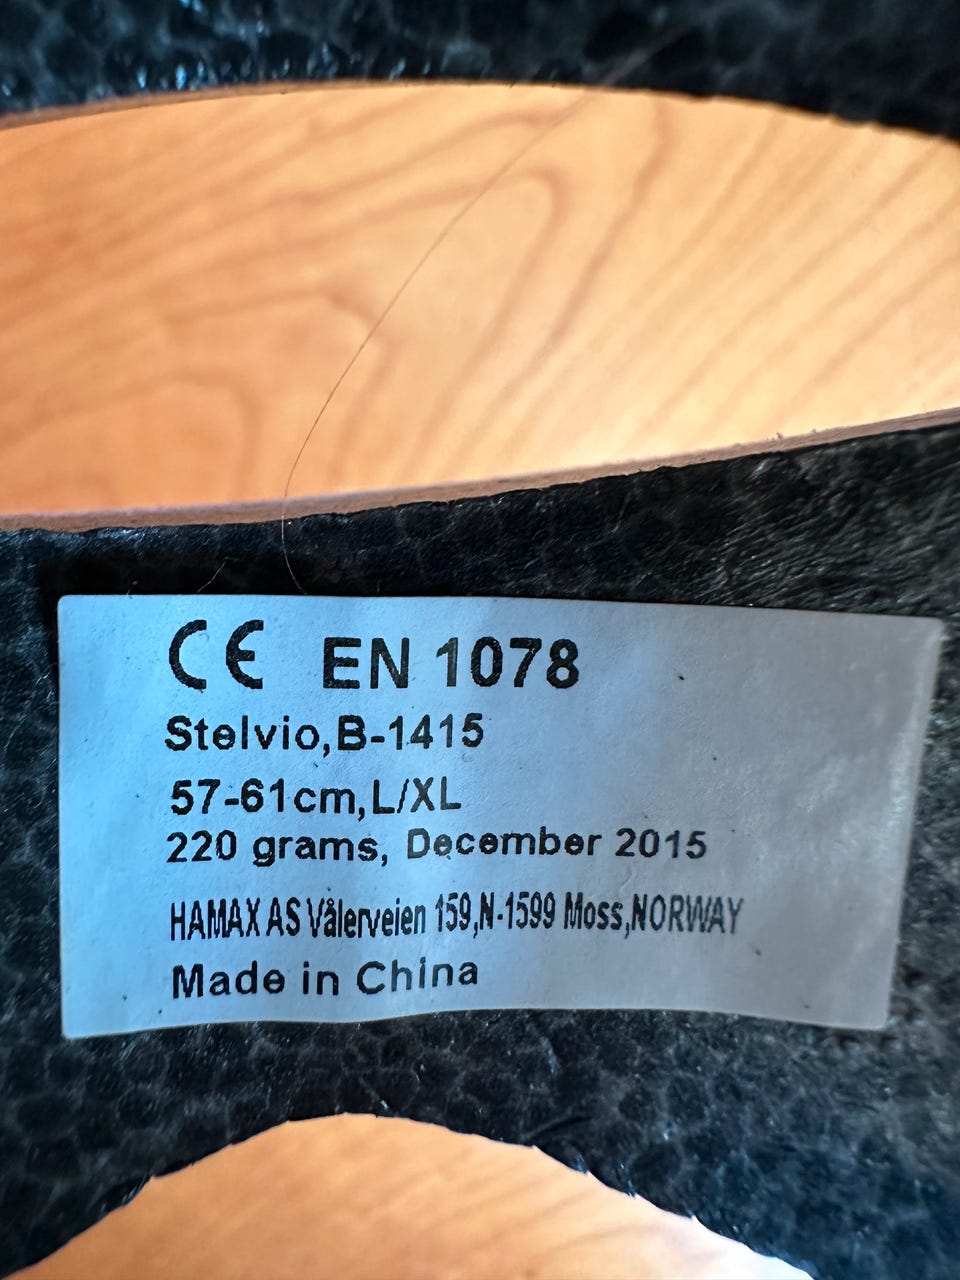 CE EN 1078
Stelvio,B-1415
57-61cm,L/XL
220 grams, December 2015
HAMAX AS Vålerveien 159,N-1599 Moss,NORWAY
Made in China